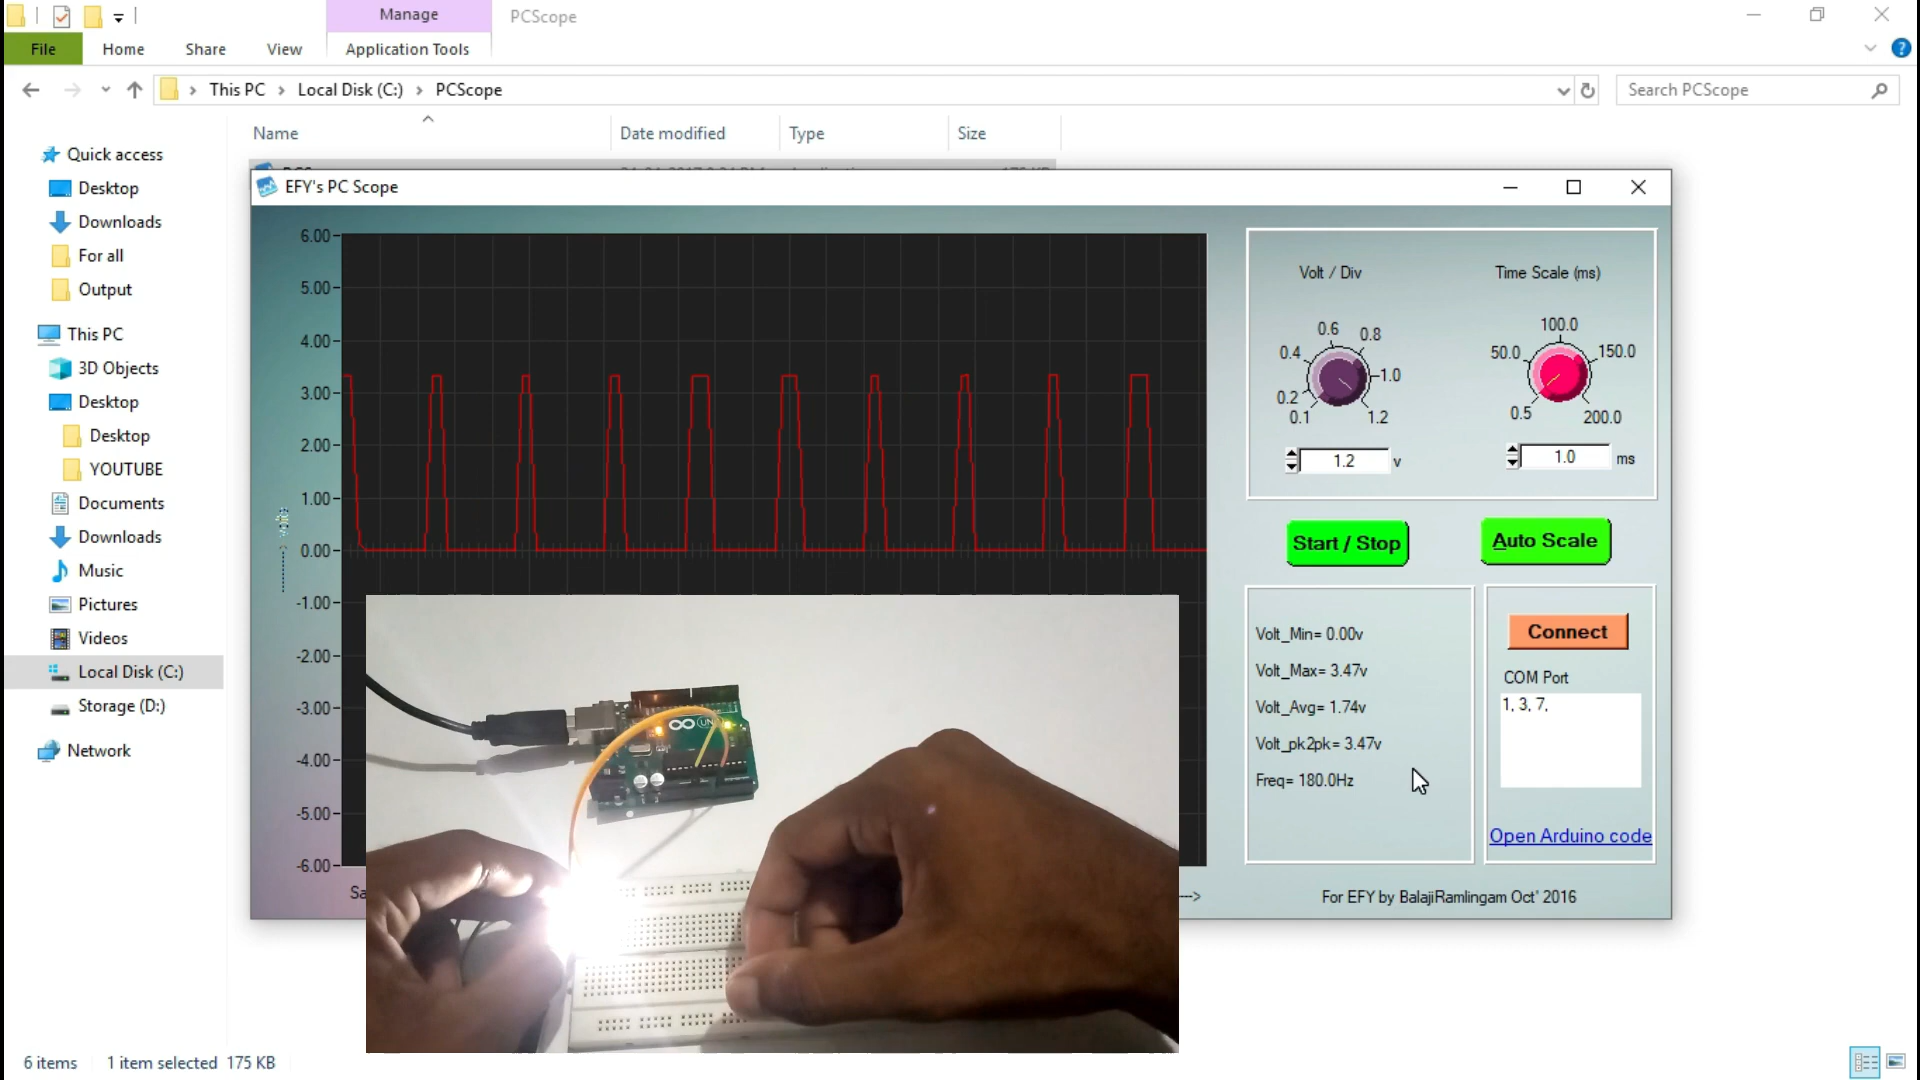 Manage
PCScope
File
Home
Share
View
Application Tools
This PC
Local Disk (C:)
PCScope
Search PCScope
Name
Date modified
Type
Size
Quick access
Desktop
Downloads
For all
Output
This PC
3D Objects
Desktop
Desktop
YOUTUBE
Documents
Downloads
Music
Pictures
Videos
Local Disk (C:)
Storage (D:)
Network
EFY's PC Scope
6.00
5.00
4.00
3.00
2.00
1.00
0.00
-1.00
-2.00
-3.00
-4.00
-5.00
-6.00
Volt / Div
0.1
0.2
0.4
0.6
0.8
1.0
1.2
1.2 v
Time Scale (ms)
0.5
50.0
100.0
150.0
200.0
1.0 ms
Start / Stop
Auto Scale
Volt_Min= 0.00v
Volt_Max= 3.47v
Volt_Avg= 1.74v
Volt_pk2pk= 3.47v
Freq= 180.0Hz
Connect
COM Port
1, 3, 7,
Open Arduino code
-->
For EFY by BalajiRamlingam Oct' 2016
6 items
1 item selected 175 KB